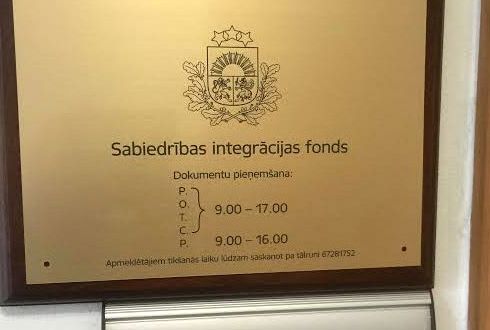 Sabiedrības integrācijas fonds
Dokumentu pieņemšana:
P.
O.
T. 9.00 – 17.00
C.
P. 9.00 – 16.00
Apmeklētājiem tikšanās laiku lūdzam saskaņot pa tālruni 67281752